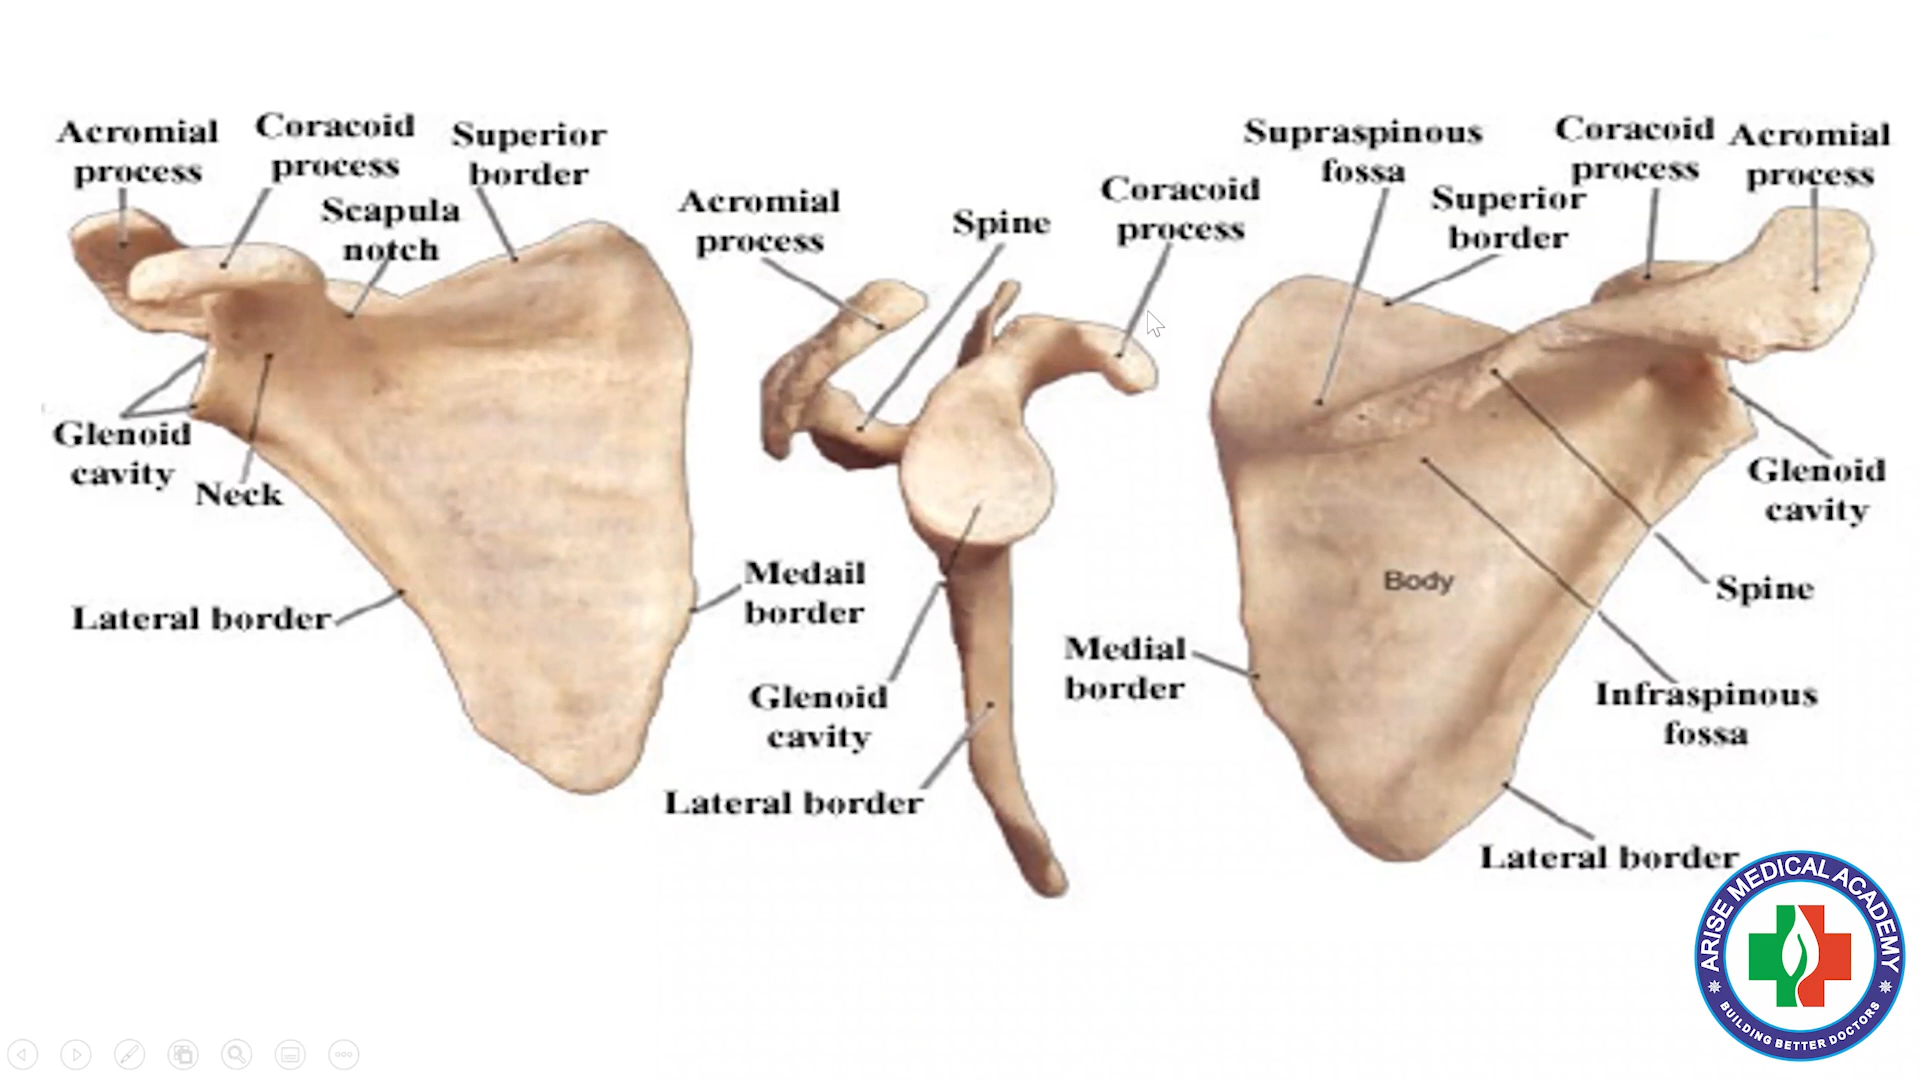 Acromial
process
Coracoid
process
Superior
border
Scapula
notch
Glenoid
cavity
Neck
Lateral border
Medail
border
Acromial
process
Spine
Coracoid
process
Glenoid
cavity
Lateral border
Supraspinous
fossa
Superior
border
Coracoid
process
Acromial
process
Glenoid
cavity
Spine
Body
Medial
border
Infraspinous
fossa
Lateral border
ARISE MEDICAL ACADEMY
BUILDING BETTER DOCTORS